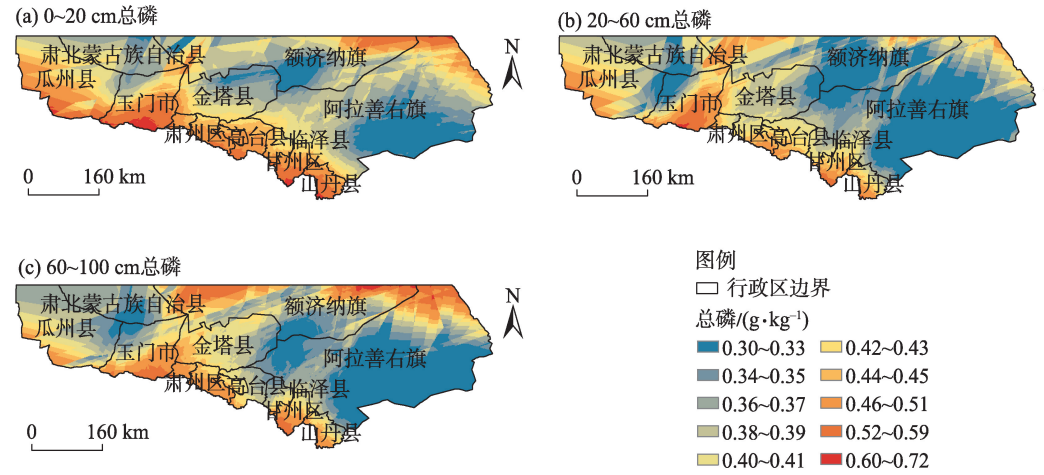 (a) 0~20 cm总磷
肃北蒙古族自治县
额济纳旗
瓜州县
玉门市
金塔县
阿拉善右旗
肃州区
高台县
临泽县
甘州区
山丹县
0 160 km
N
(b) 20~60 cm总磷
肃北蒙古族自治县
额济纳旗
瓜州县
玉门市
金塔县
阿拉善右旗
肃州区
高台县
临泽县
甘州区
山丹县
0 160 km
N
(c) 60~100 cm总磷
肃北蒙古族自治县
额济纳旗
瓜州县
玉门市
金塔县
阿拉善右旗
肃州区
高台县
临泽县
甘州区
山丹县
0 160 km
N
图例
行政区边界
总磷/(g·kg⁻¹)
0.30~0.33
0.34~0.35
0.36~0.37
0.38~0.39
0.40~0.41
0.42~0.43
0.44~0.45
0.46~0.51
0.52~0.59
0.60~0.72